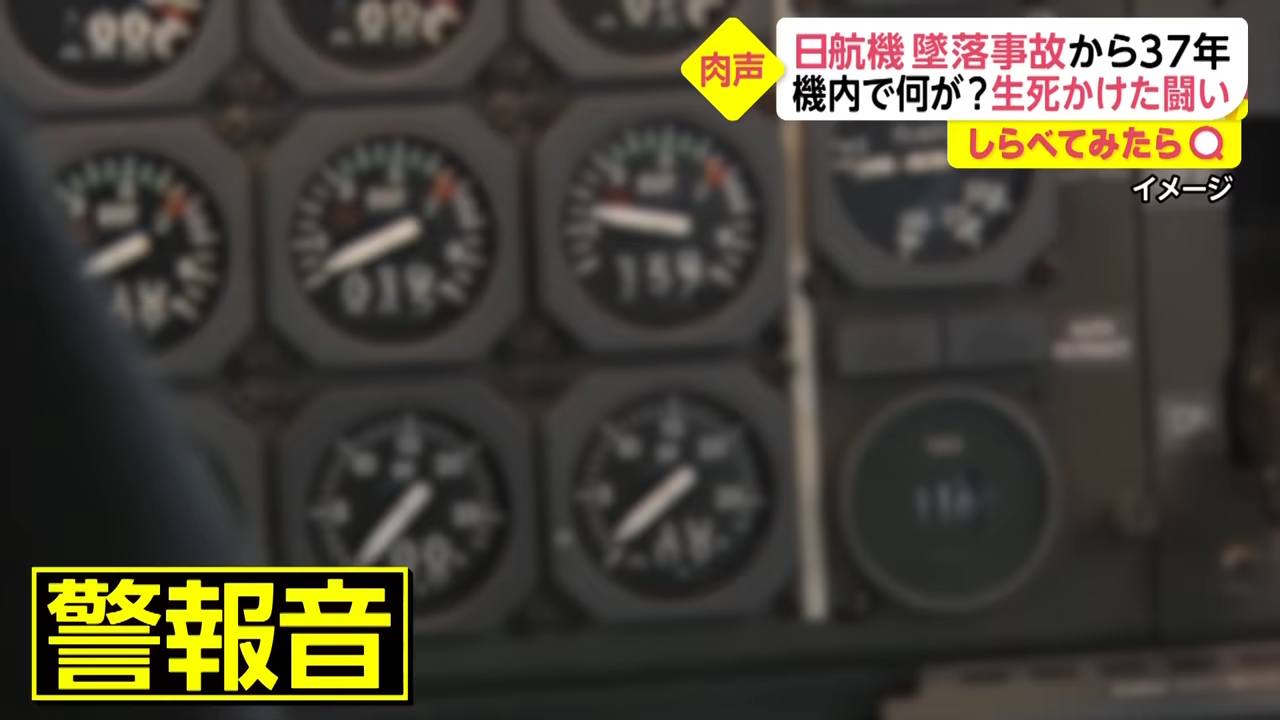 肉声
日航機 墜落事故から37年
機内で何が？生死かけた闘い
しらべてみたら
イメージ
159
警報音